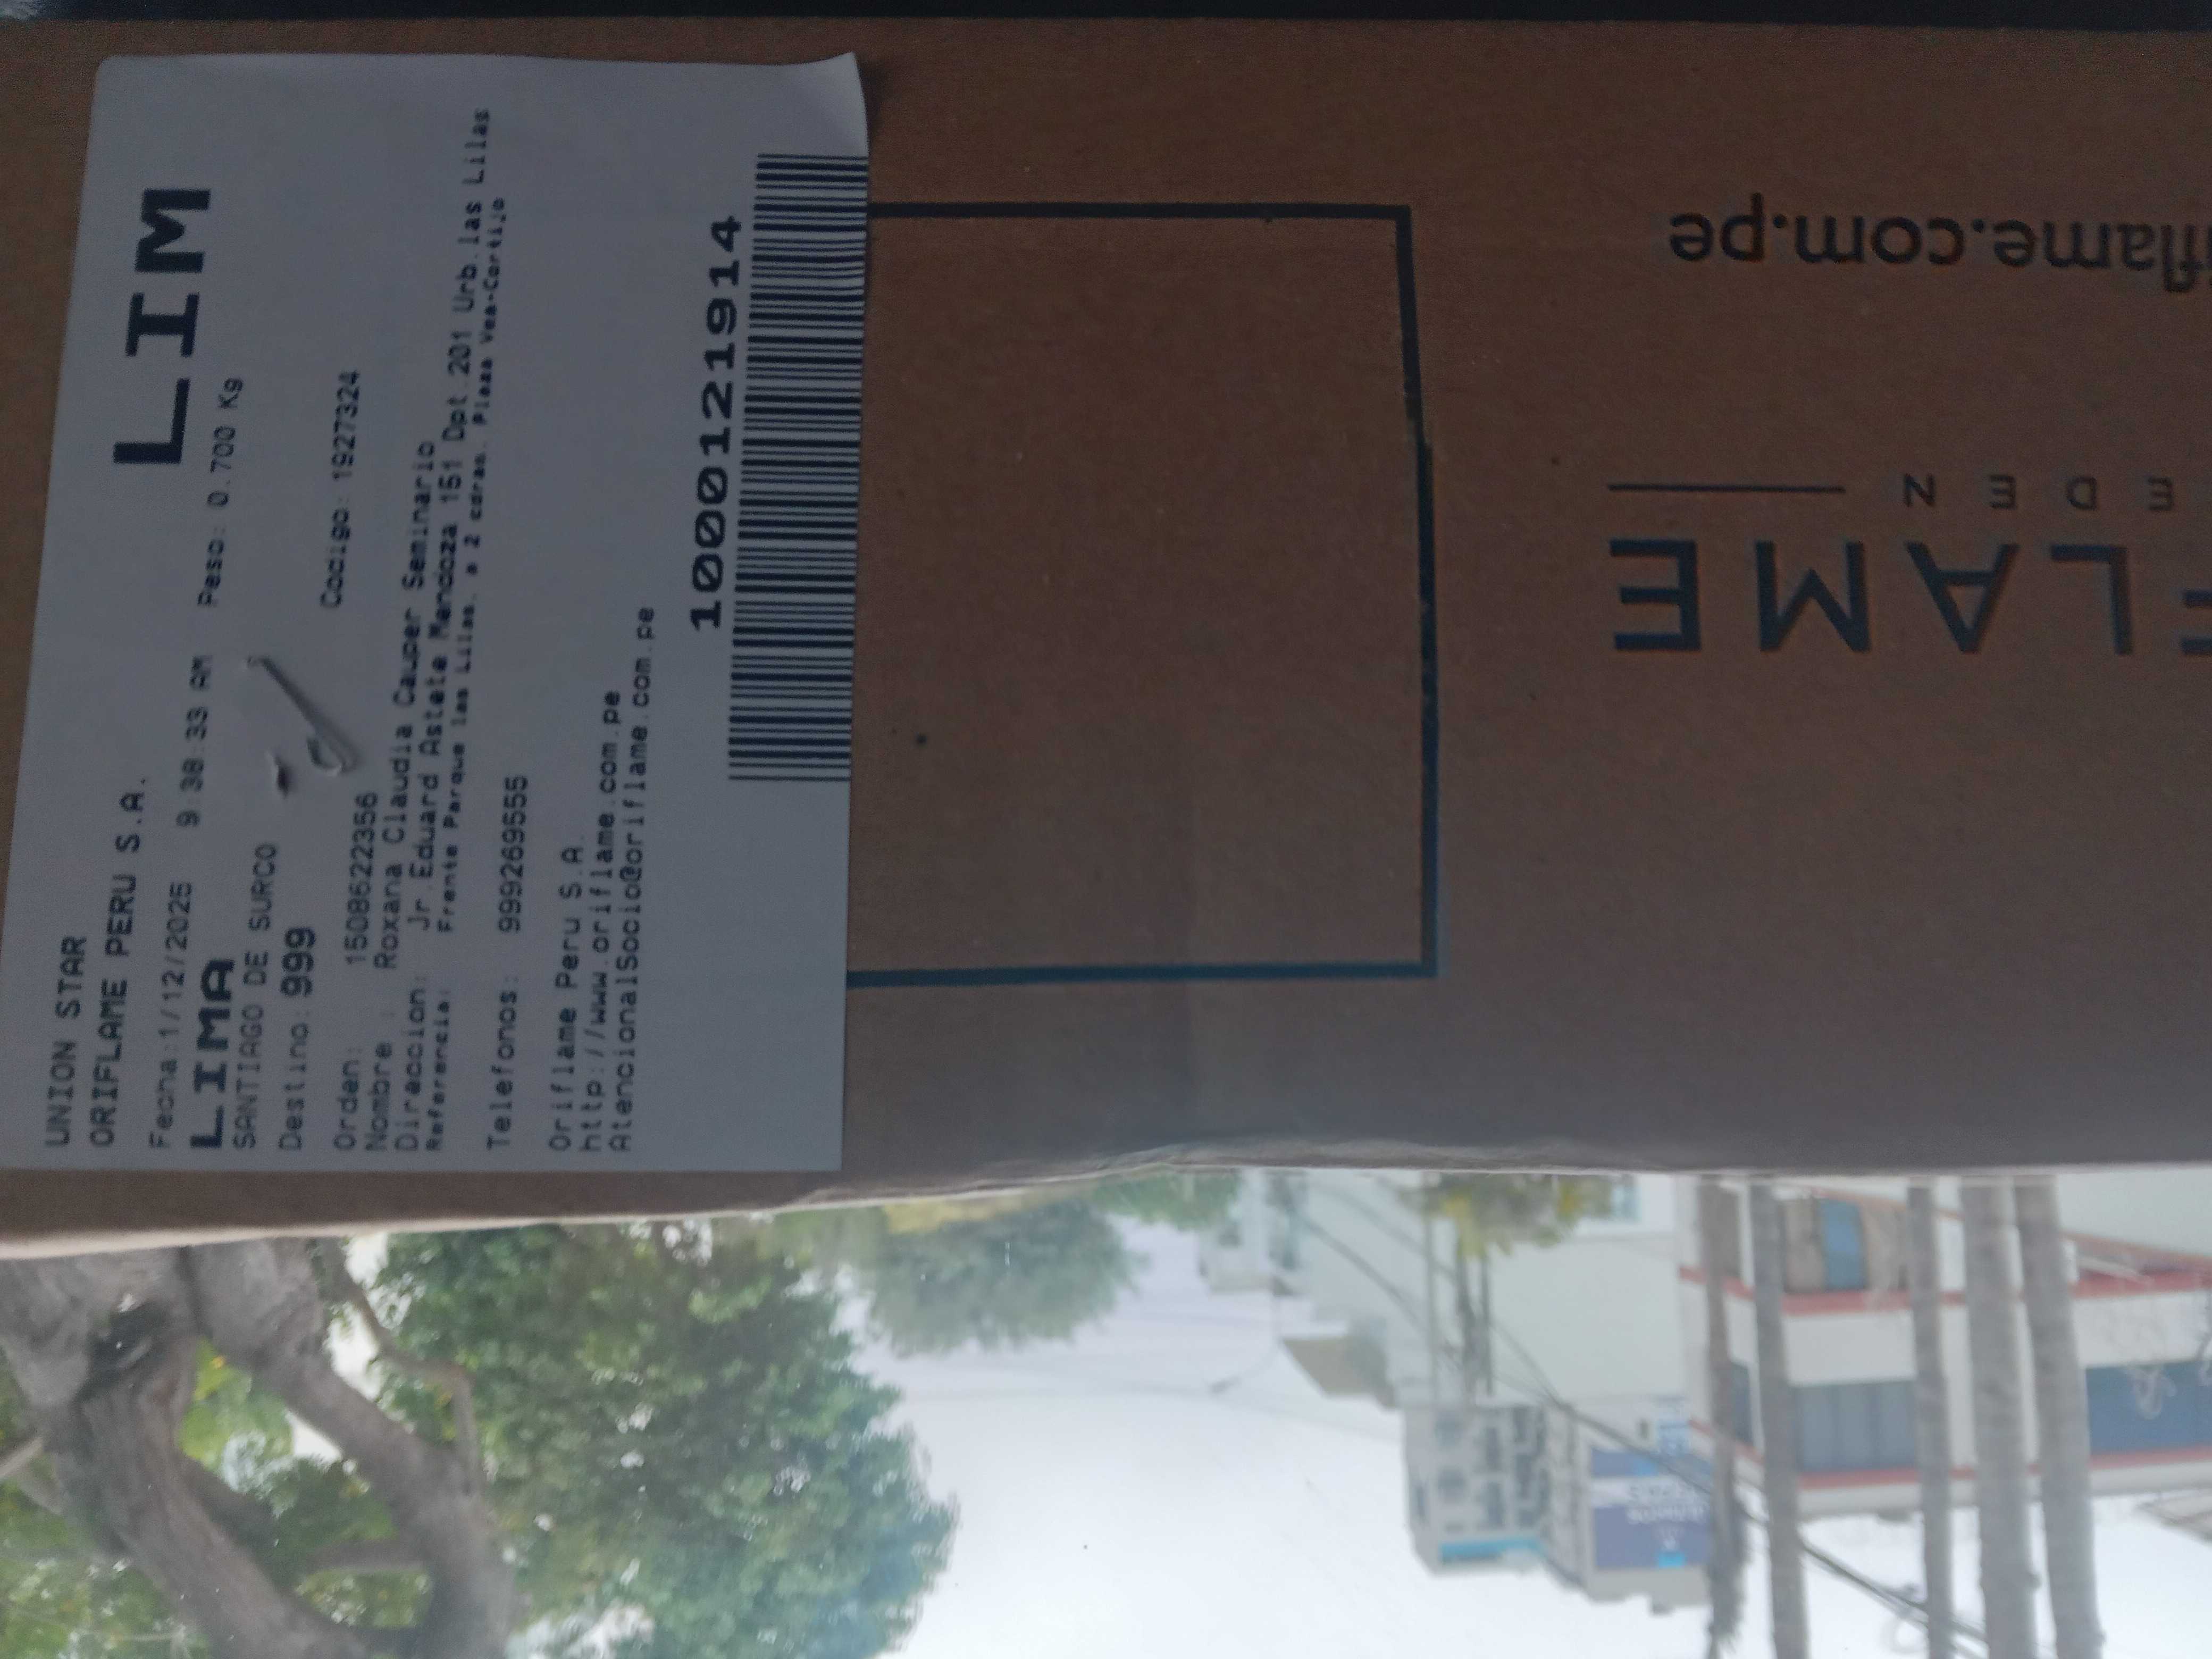 UNION STAR
ORIFLAME PERU S.A.
LIM
Fecha:1/12/2025 9:38:33 AM Peso: 0.700 Kg
LIMA
SANTIAGO DE SURCO
Destino: 999
Orden: 1508622356 Codigo: 1927324
Nombre : Roxana Claudia Cauper Seminario
Direccion: Jr.Eduard Astete Mendoza 151 Dpt.201 Urb.las Lilas
Referencia: Frente Parque las Lilas. a 2 cdras. Plaza Vea-Cortijo
Telefonos: 999269555
Oriflame Peru S.A.
http://www.oriflame.com.pe
AtencionalSocio@oriflame.com.pe
1000121914
FLAME
EDEN
iflame.com.pe